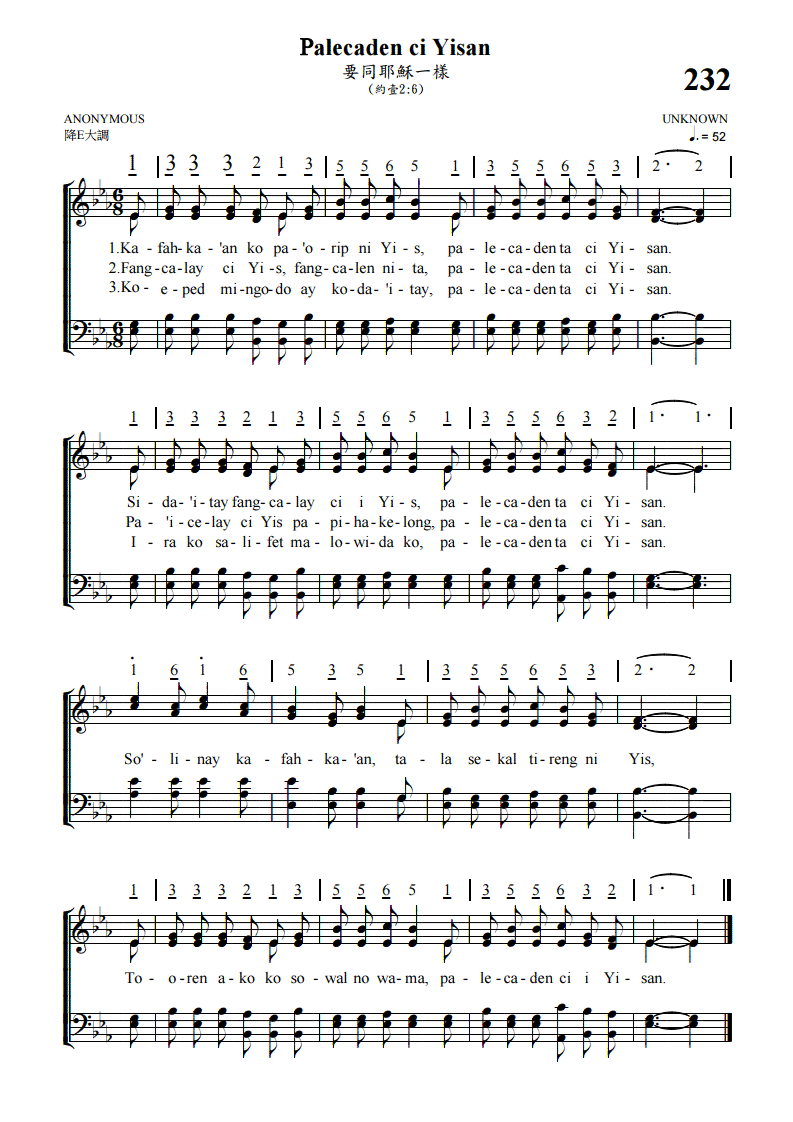 Palecaden ci Yisan
要同耶穌一樣
(約壹2:6)
232
ANONYMOUS
UNKNOWN
降E大調
♩. = 52
1 | 3 3 3 2 1 3 | 5 5 6 5 1 | 3 5 5 6 5 3 | 2· 2 |
1.Ka - fah-ka-'an ko pa-'o-rip ni Yi-s, pa-le-ca-den ta ci Yi-san.
2.Fang-ca-lay ci Yi-s, fang-ca-len ni-ta, pa-le-ca-den ta ci Yi-san.
3.Ko - e-ped mi-ngo-do ay ko-da-'i-tay, pa-le-ca-den ta ci Yi-san.
1 | 3 3 3 2 1 3 | 5 5 6 5 1 | 3 5 5 6 3 2 | 1· 1· |
Si-da-'i-tay fang-ca-lay ci i Yi-s, pa-le-ca-den ta ci Yi-san.
Pa-'i-ce-lay ci Yis pa-pi-ha-ke-long, pa-le-ca-den ta ci Yi-san.
I-ra ko sa-li-fet ma-lo-wi-da ko, pa-le-ca-den ta ci Yi-san.
1 6 1 6 | 5 3 5 1 | 3 5 5 6 5 3 | 2· 2 |
So'-li-nay ka-fah-ka-'an, ta-la se-kal ti-reng ni Yis,
1 | 3 3 3 2 1 3 | 5 5 6 5 1 | 3 5 5 6 3 2 | 1· 1
To-o-ren a-ko ko so-wal no wa-ma, pa-le-ca-den ci i Yi-san.